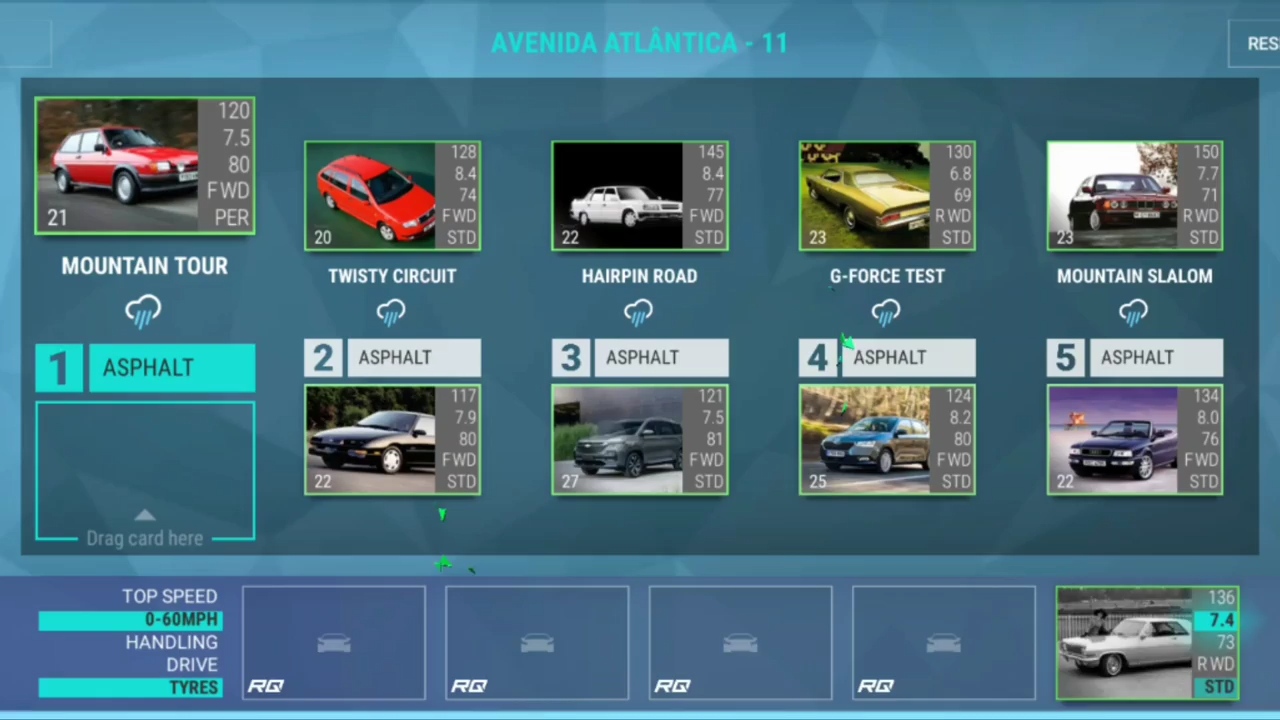 AVENIDA ATLÂNTICA - 11
RES
120
7.5
80
FWD
PER
21
MOUNTAIN TOUR
1 ASPHALT
Drag card here
128
8.4
74
FWD
STD
20
TWISTY CIRCUIT
2 ASPHALT
117
7.9
80
FWD
STD
22
145
8.4
77
FWD
STD
22
HAIRPIN ROAD
3 ASPHALT
121
7.5
81
FWD
STD
27
130
6.8
69
RWD
STD
23
G-FORCE TEST
4 ASPHALT
124
8.2
80
FWD
STD
25
150
7.7
71
RWD
STD
23
MOUNTAIN SLALOM
5 ASPHALT
134
8.0
76
FWD
STD
22
TOP SPEED
0-60MPH
HANDLING
DRIVE
TYRES
RQ
RQ
RQ
RQ
136
7.4
73
RWD
STD